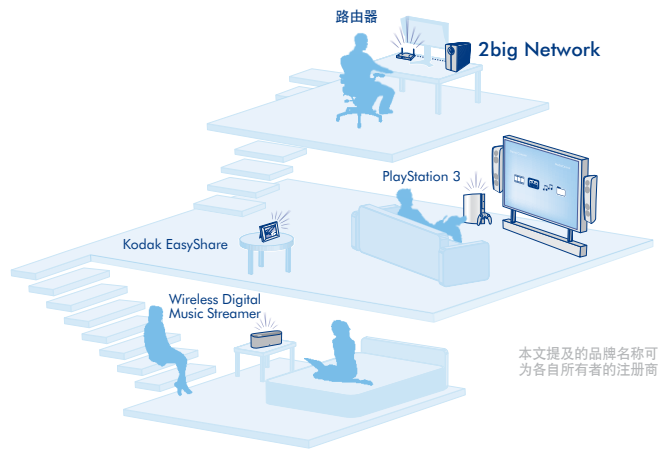 路由器
2big Network
PlayStation 3
Kodak EasyShare
Wireless Digital
Music Streamer
本文提及的品牌名称可
为各自所有者的注册商